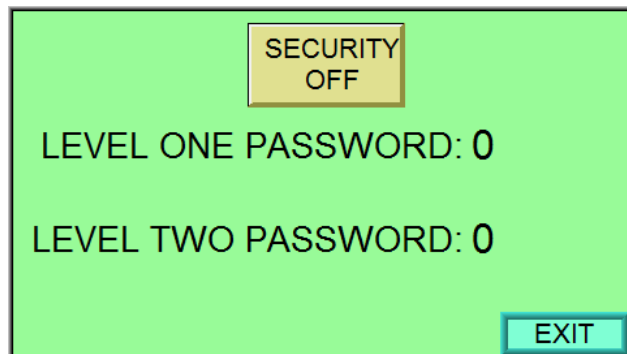 SECURITY
OFF
LEVEL ONE PASSWORD: 0
LEVEL TWO PASSWORD: 0
EXIT